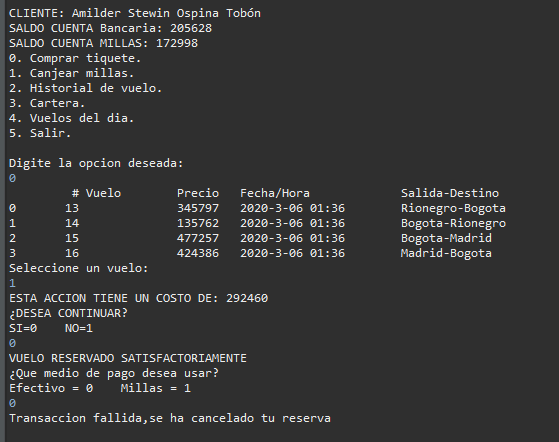 CLIENTE: Amilder Stewin Ospina Tobón
SALDO CUENTA Bancaria: 205628
SALDO CUENTA MILLAS: 172998
0. Comprar tiquete.
1. Canjear millas.
2. Historial de vuelo.
3. Cartera.
4. Vuelos del dia.
5. Salir.
Digite la opcion deseada:
0
# Vuelo Precio Fecha/Hora Salida-Destino
0 13 345797 2020-3-06 01:36 Rionegro-Bogota
1 14 135762 2020-3-06 01:36 Bogota-Rionegro
2 15 477257 2020-3-06 01:36 Bogota-Madrid
3 16 424386 2020-3-06 01:36 Madrid-Bogota
Seleccione un vuelo:
1
ESTA ACCION TIENE UN COSTO DE: 292460
¿DESEA CONTINUAR?
SI=0 NO=1
0
VUELO RESERVADO SATISFACTORIAMENTE
¿Que medio de pago desea usar?
Efectivo = 0 Millas = 1
0
Transaccion fallida,se ha cancelado tu reserva